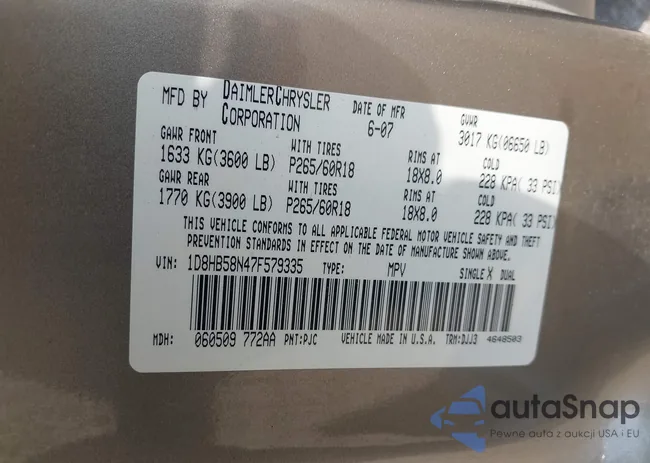 MFD BY DAIMLERCHRYSLER CORPORATION DATE OF MFR 6-07 GVWR 3017 KG(06650 LB)
GAWR FRONT WITH TIRES RIMS AT COLD
1633 KG(3600 LB) P265/60R18 18X8.0 228 KPA( 33 PSI)
GAWR REAR WITH TIRES RIMS AT COLD
1770 KG(3900 LB) P265/60R18 18X8.0 228 KPA( 33 PSI)
THIS VEHICLE CONFORMS TO ALL APPLICABLE FEDERAL MOTOR VEHICLE SAFETY AND THEFT
PREVENTION STANDARDS IN EFFECT ON THE DATE OF MANUFACTURE SHOWN ABOVE.
VIN: 1D8HB58N47F579335 TYPE: MPV SINGLE X DUAL
MDH: 060509 772AA PNT:PJC VEHICLE MADE IN U.S.A. TRM:DJJ3 4648503
autoSnap
Pewne auta z aukcji USA i EU